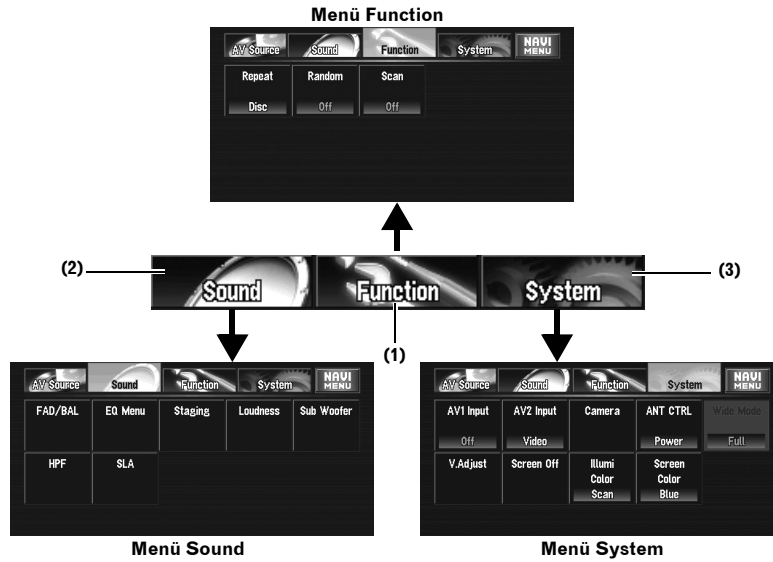 Menü Function
AV Source Sound Function System NAVI MENU
Repeat Random Scan
Disc Off Off
(2) Sound Function System (3)
(1)
AV Source Sound Function System NAVI MENU
FAD/BAL EQ Menu Staging Loudness Sub Woofer
HPF SLA
Menü Sound
AV Source Sound Function System NAVI MENU
AV1 Input AV2 Input Camera ANT CTRL Wide Mode
Off Video Power Full
V.Adjust Screen Off Illumi Screen
Color Color
Scan Blue
Menü System